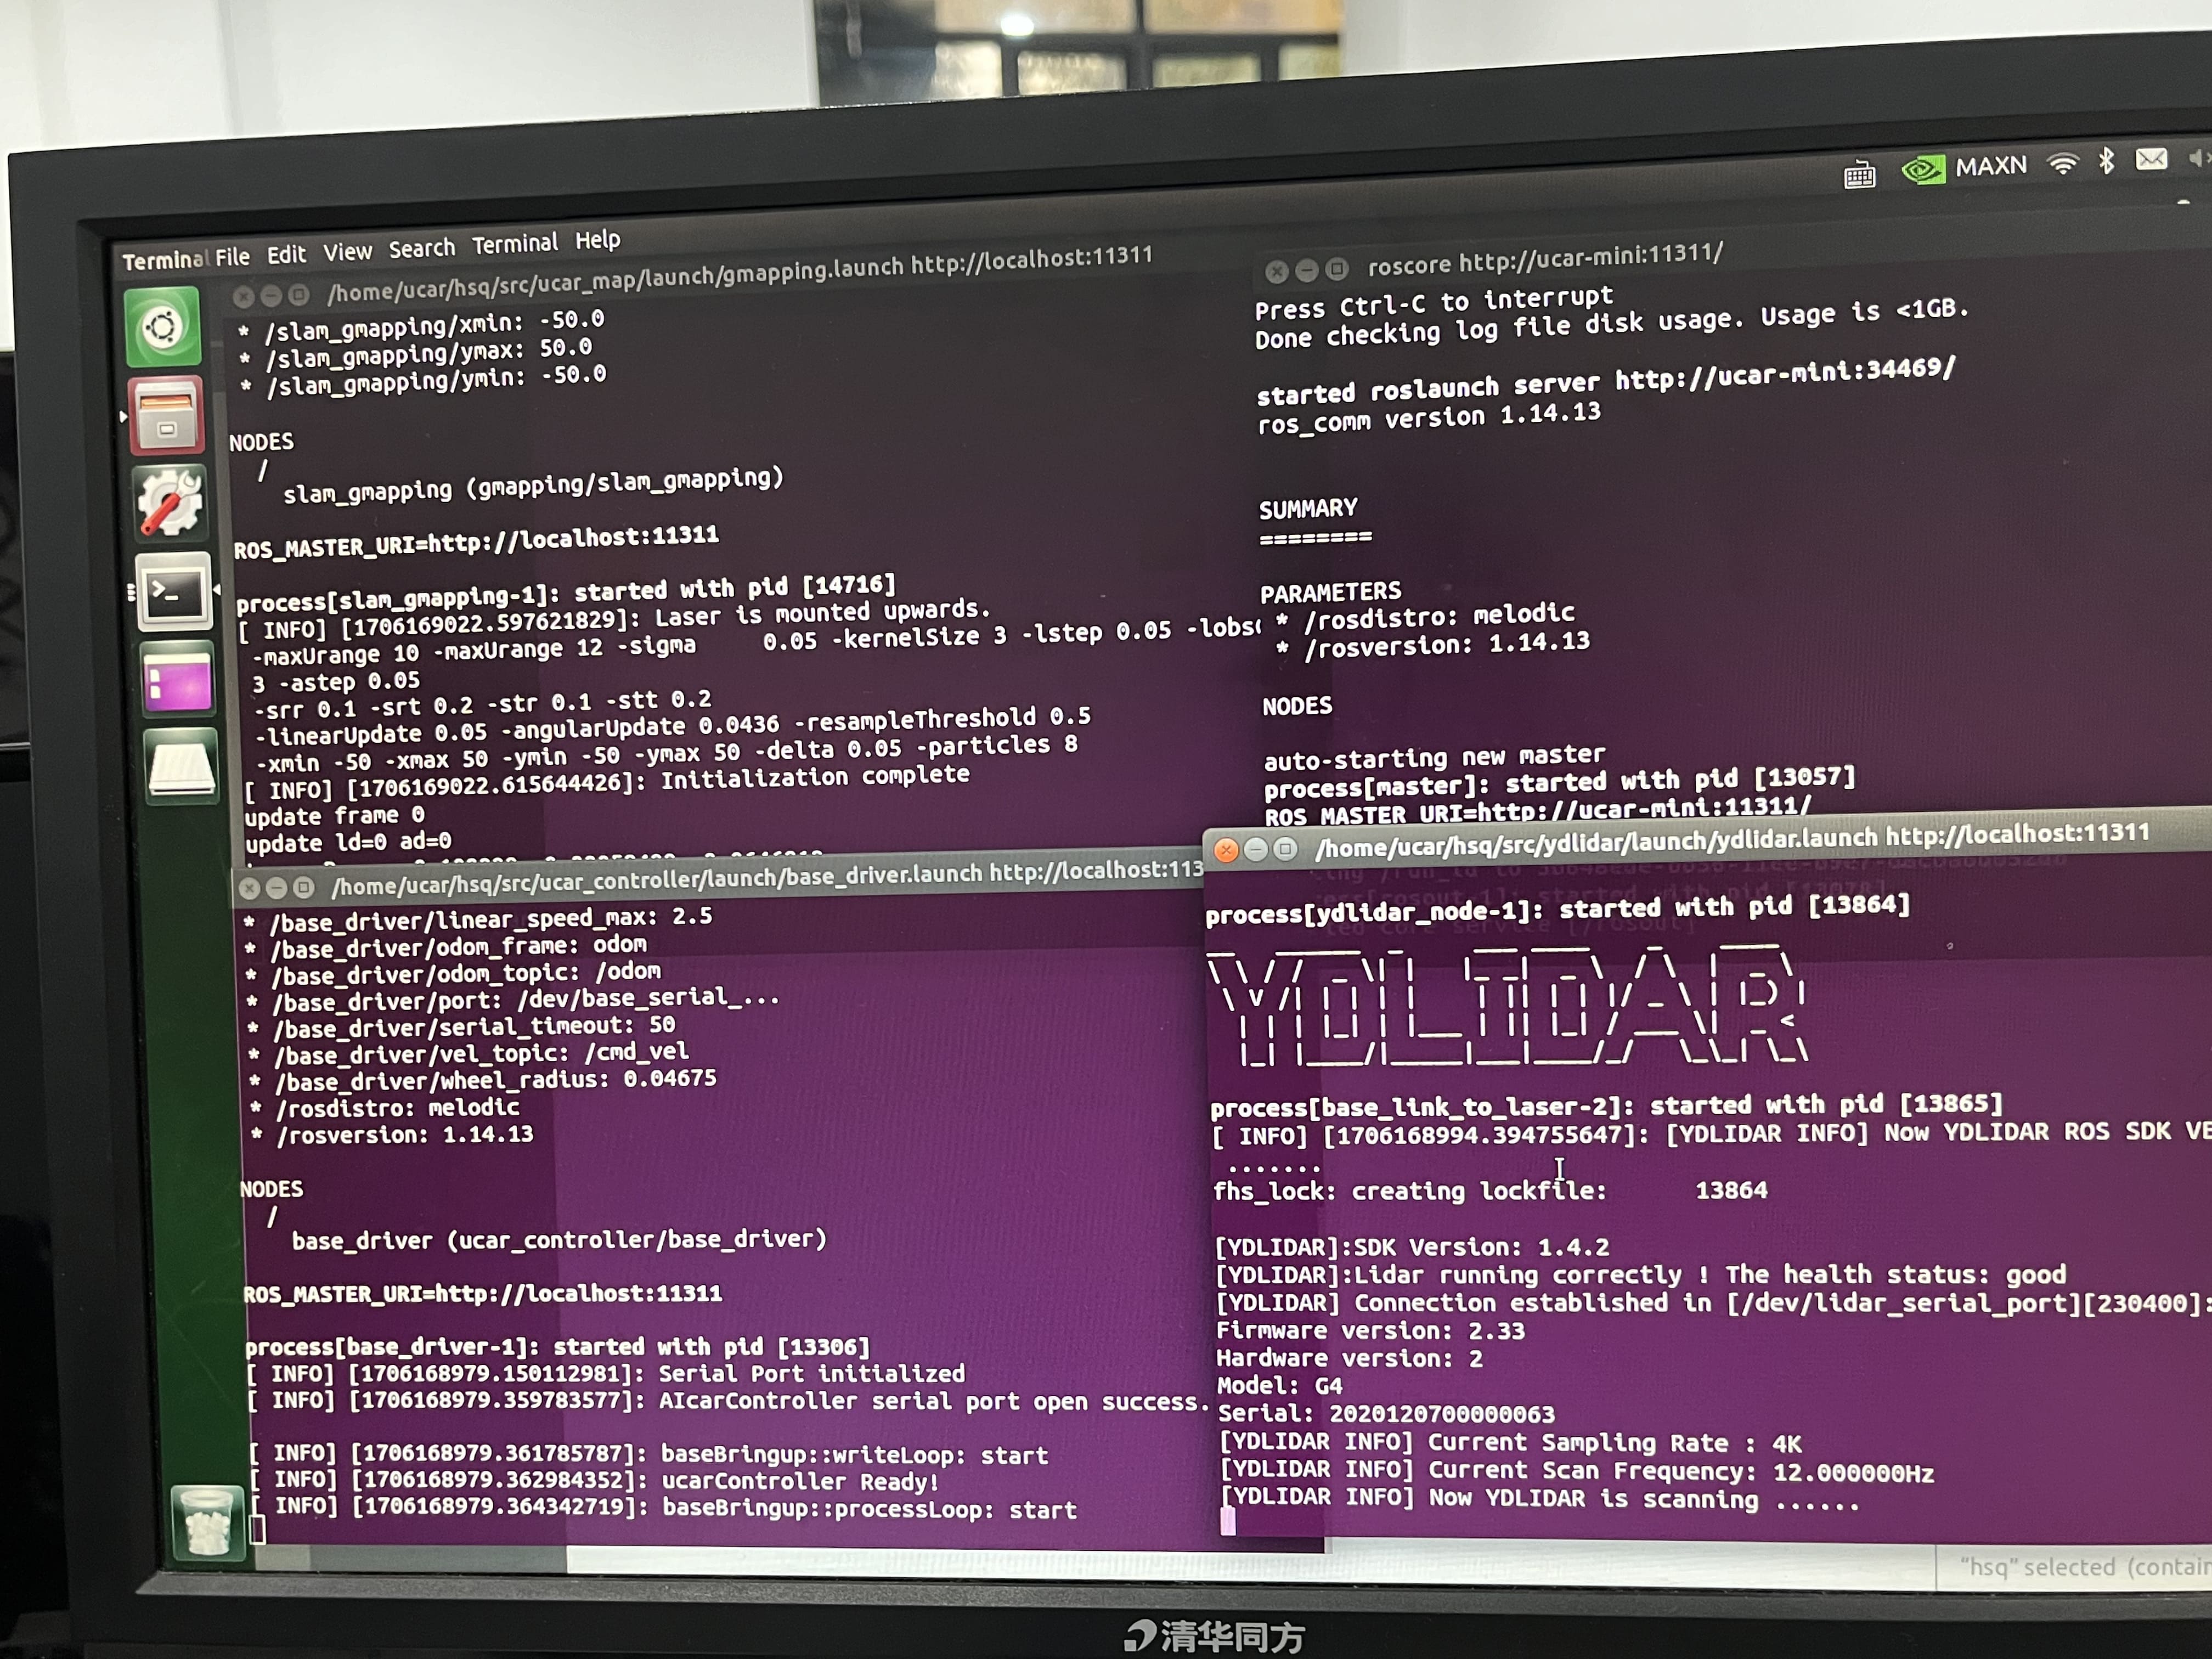 MAXN
Terminal File Edit View Search Terminal Help
/home/ucar/hsq/src/ucar_map/launch/gmapping.launch http://localhost:11311
* /slam_gmapping/xmin: -50.0
* /slam_gmapping/ymax: 50.0
* /slam_gmapping/ymin: -50.0
NODES
/
slam_gmapping (gmapping/slam_gmapping)
ROS_MASTER_URI=http://localhost:11311
process[slam_gmapping-1]: started with pid [14716]
[ INFO] [1706169022.597621829]: Laser is mounted upwards.
-maxUrange 10 -maxUrange 12 -sigma 0.05 -kernelSize 3 -lstep 0.05
3 -astep 0.05
-srr 0.1 -srt 0.2 -str 0.1 -stt 0.2
-linearUpdate 0.05 -angularUpdate 0.0436 -resampleThreshold 0.5
-xmin -50 -xmax 50 -ymin -50 -ymax 50 -delta 0.05 -particles 8
[ INFO] [1706169022.615644426]: Initialization complete
update frame 0
update ld=0 ad=0
roscore http://ucar-mini:11311/
Press Ctrl-C to interrupt
Done checking log file disk usage. Usage is <1GB.
started roslaunch server http://ucar-mini:34469/
ros_comm version 1.14.13
SUMMARY
========
PARAMETERS
* /rosdistro: melodic
* /rosversion: 1.14.13
NODES
auto-starting new master
process[master]: started with pid [13057]
ROS_MASTER_URI=http://ucar-mini:11311/
/home/ucar/hsq/src/ucar_controller/launch/base_driver.launch http://localhost:113
* /base_driver/linear_speed_max: 2.5
* /base_driver/odom_frame: odom
* /base_driver/odom_topic: /odom
* /base_driver/port: /dev/base_serial_...
* /base_driver/serial_timeout: 50
* /base_driver/vel_topic: /cmd_vel
* /base_driver/wheel_radius: 0.04675
* /rosdistro: melodic
* /rosversion: 1.14.13
NODES
/
base_driver (ucar_controller/base_driver)
ROS_MASTER_URI=http://localhost:11311
process[base_driver-1]: started with pid [13306]
[ INFO] [1706168979.150112981]: Serial Port initialized
[ INFO] [1706168979.359783577]: AIcarController serial port open success.
[ INFO] [1706168979.361785787]: baseBringup::writeLoop: start
[ INFO] [1706168979.362984352]: ucarController Ready!
[ INFO] [1706168979.364342719]: baseBringup::processLoop: start
/home/ucar/hsq/src/ydlidar/launch/ydlidar.launch http://localhost:11311
process[ydlidar_node-1]: started with pid [13864]
YDLIDAR
process[base_link_to_laser-2]: started with pid [13865]
[ INFO] [1706168994.394755647]: [YDLIDAR INFO] Now YDLIDAR ROS SDK VE
.......
fhs_lock: creating lockfile: 13864
[YDLIDAR]:SDK Version: 1.4.2
[YDLIDAR]:Lidar running correctly ! The health status: good
[YDLIDAR] Connection established in [/dev/lidar_serial_port][230400]:
Firmware version: 2.33
Hardware version: 2
Model: G4
Serial: 2020120700000063
[YDLIDAR INFO] Current Sampling Rate : 4K
[YDLIDAR INFO] Current Scan Frequency: 12.000000Hz
[YDLIDAR INFO] Now YDLIDAR is scanning ......
"hsq" selected (contain
清华同方